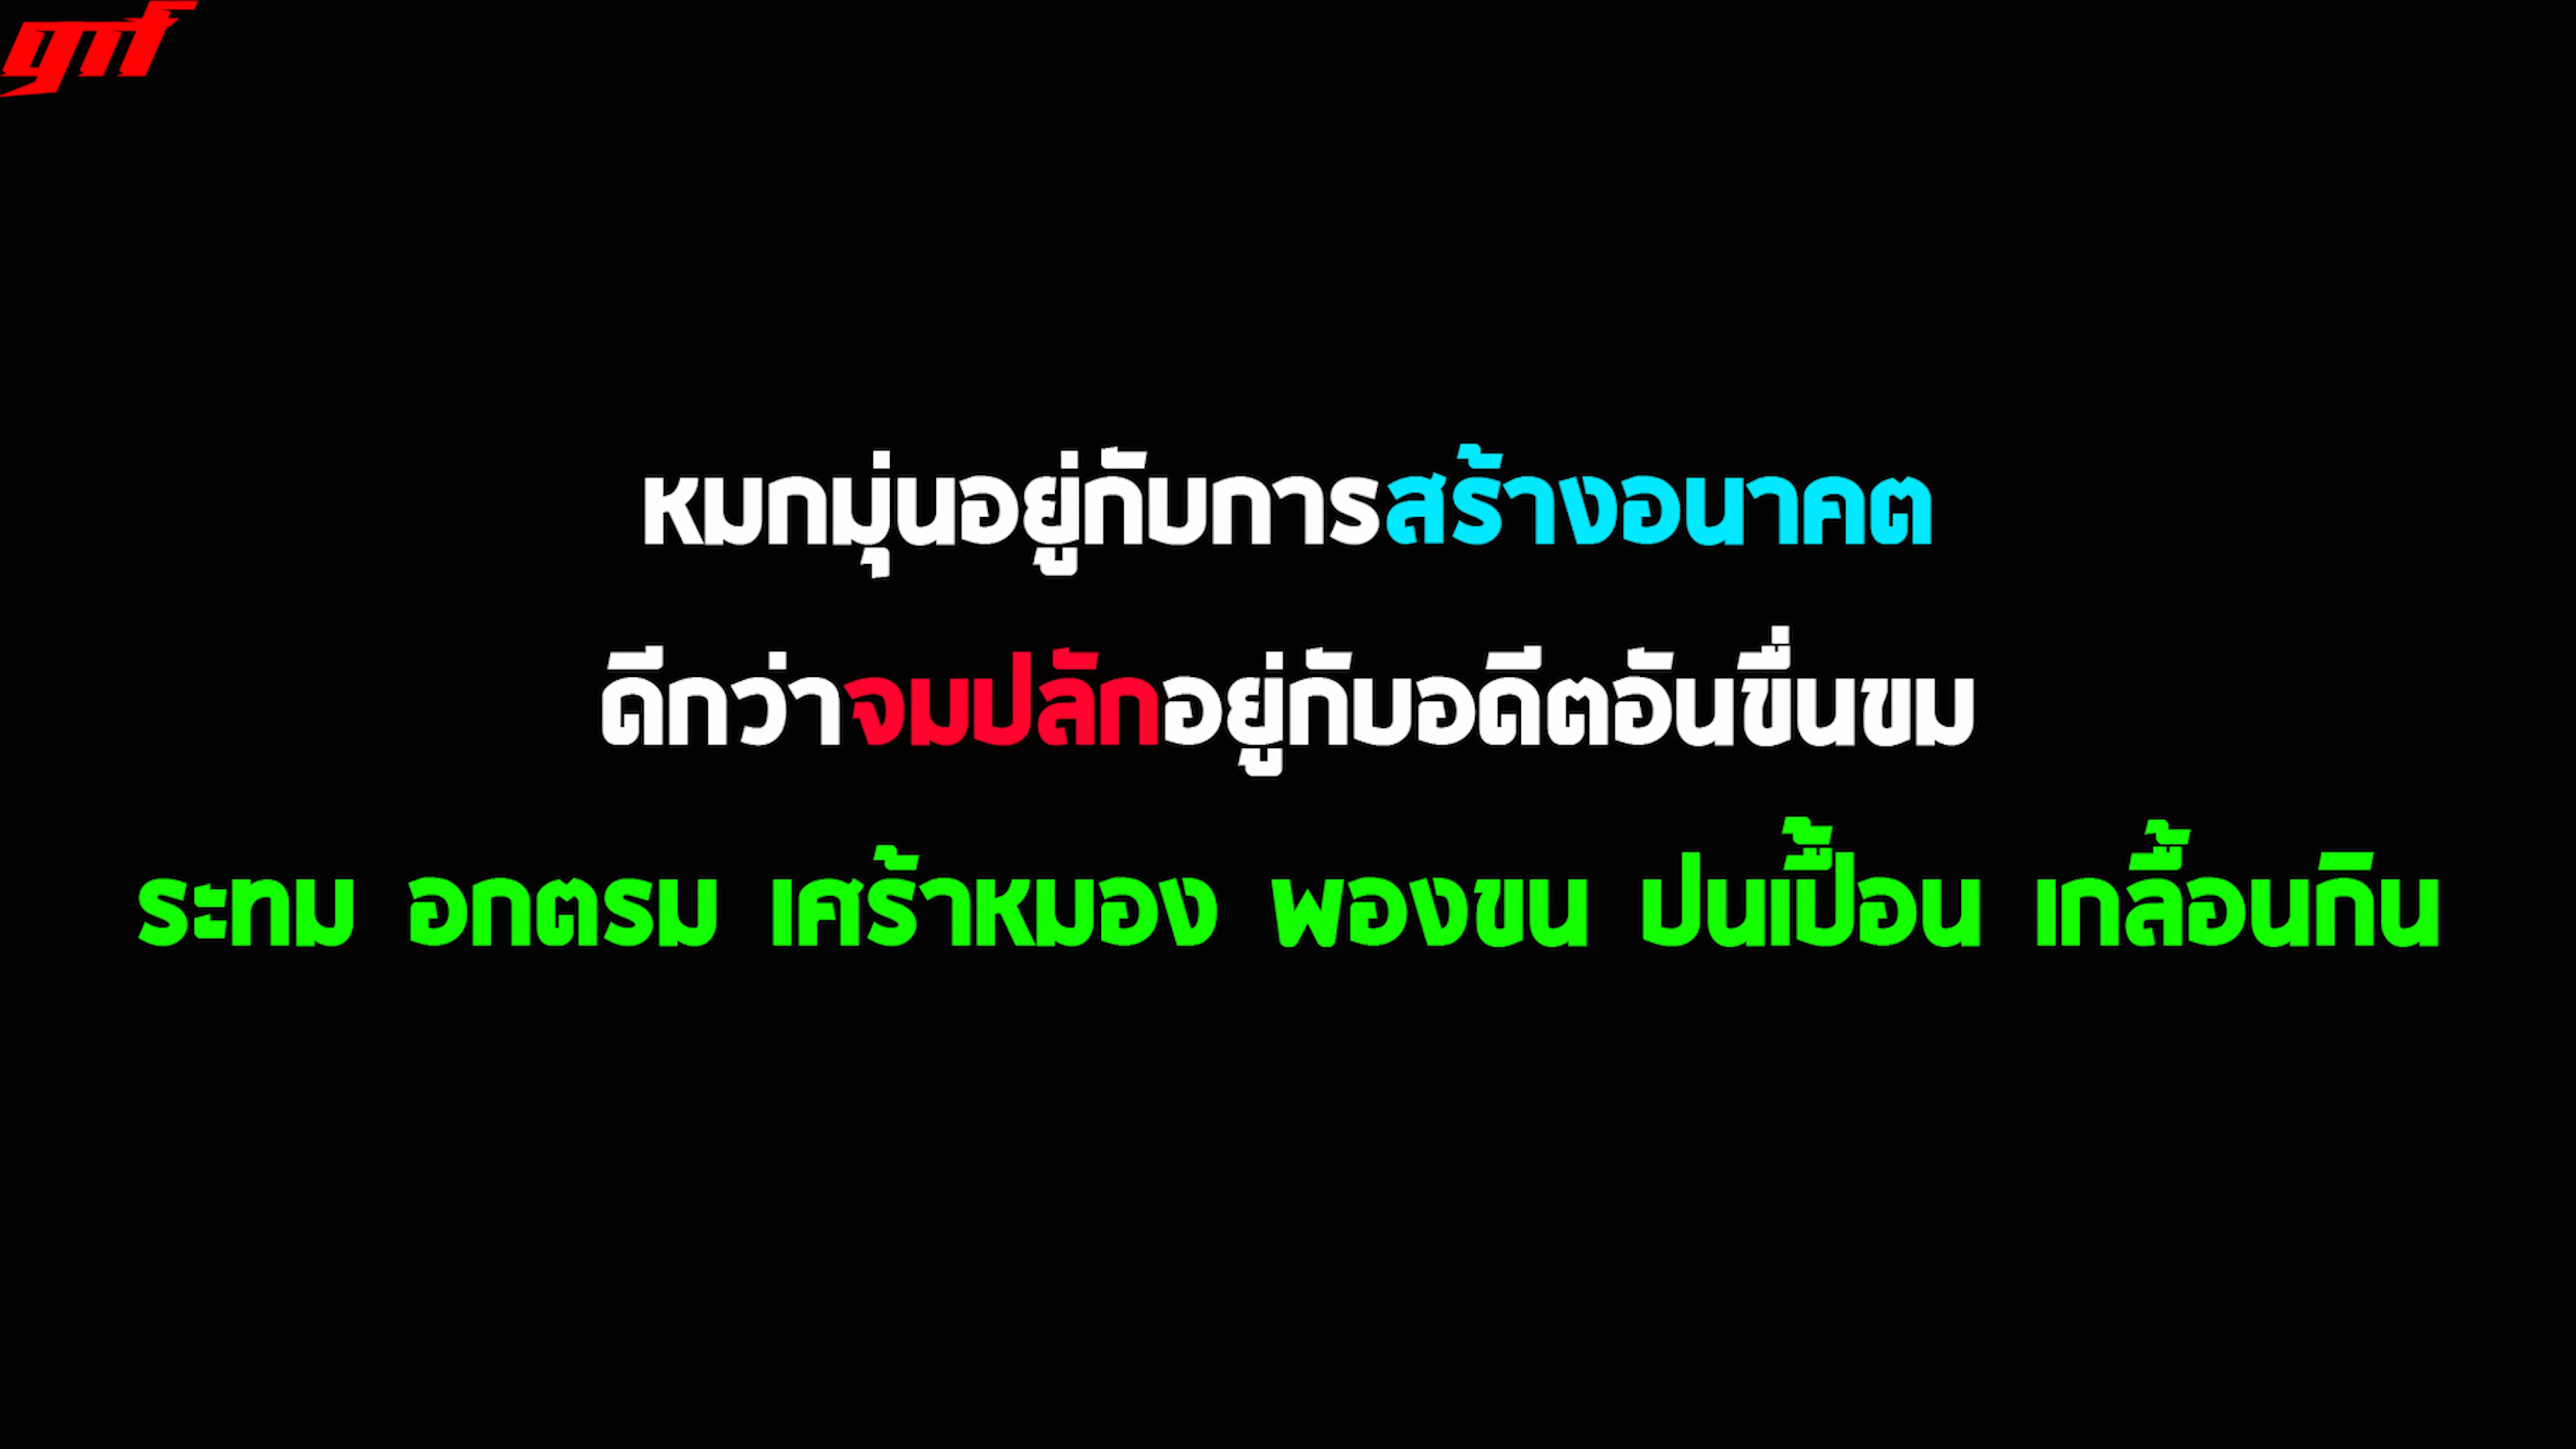 gnf
หมกมุ่นอยู่กับการสร้างอนาคต
ดีกว่าจมปลักอยู่กับอดีตอันขื่นขม
ระทม อกตรม เศร้าหมอง พองขน ปนเปื้อน เกลื้อนกิน